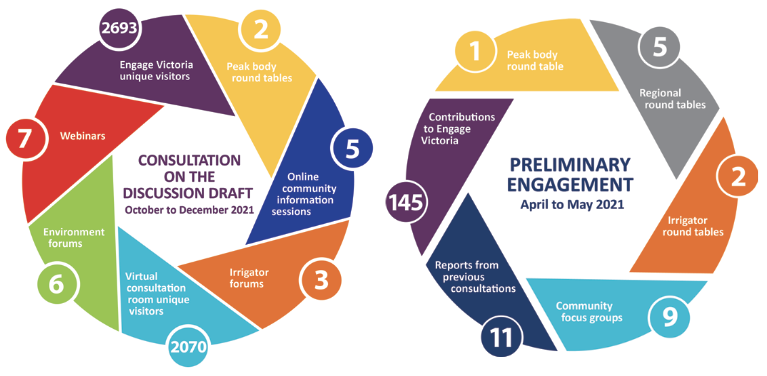 2693
Engage Victoria
unique visitors
2
Peak body
round tables
5
Online
community
information
sessions
3
Irrigator
forums
2070
Virtual
consultation
room unique
visitors
6
Environment
forums
7
Webinars
CONSULTATION
ON THE
DISCUSSION DRAFT
October to December 2021
1
Peak body
round table
5
Regional
round tables
2
Irrigator
round tables
9
Community
focus groups
11
Reports from
previous
consultations
145
Contributions
to Engage
Victoria
PRELIMINARY
ENGAGEMENT
April to May 2021